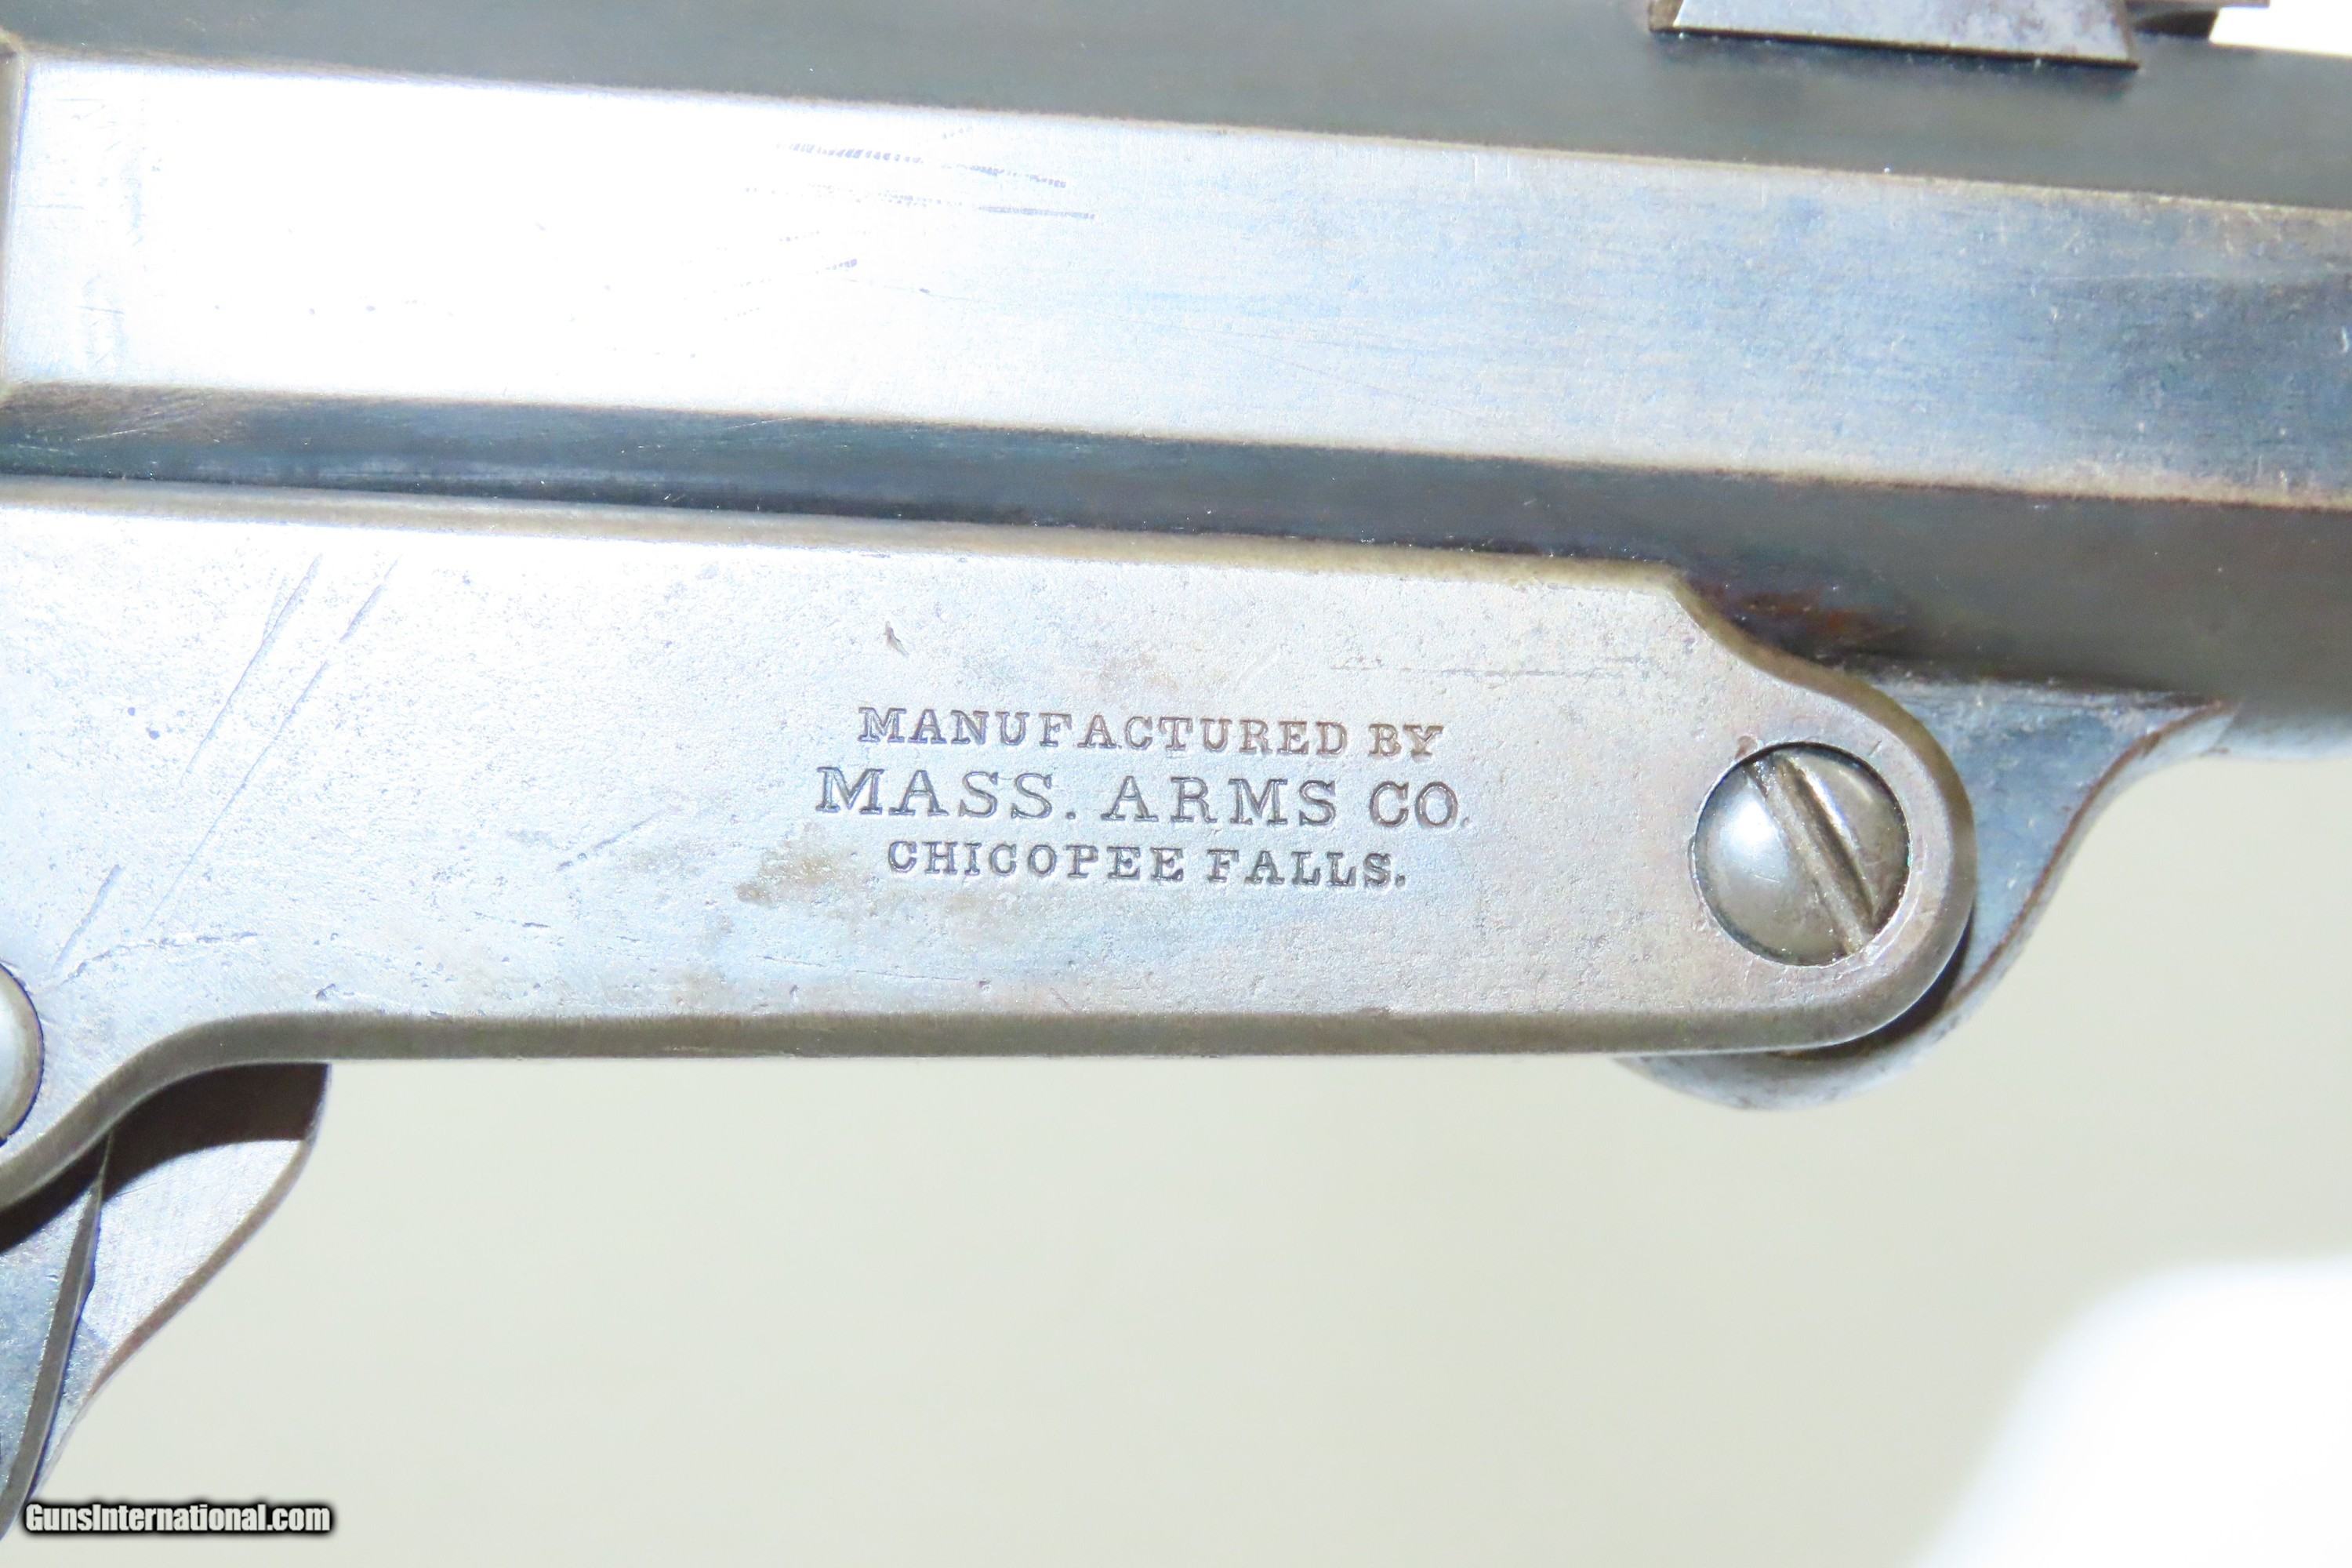 MANUFACTURED BY
MASS. ARMS CO.
CHICOPEE FALLS.
GunsInternational.com